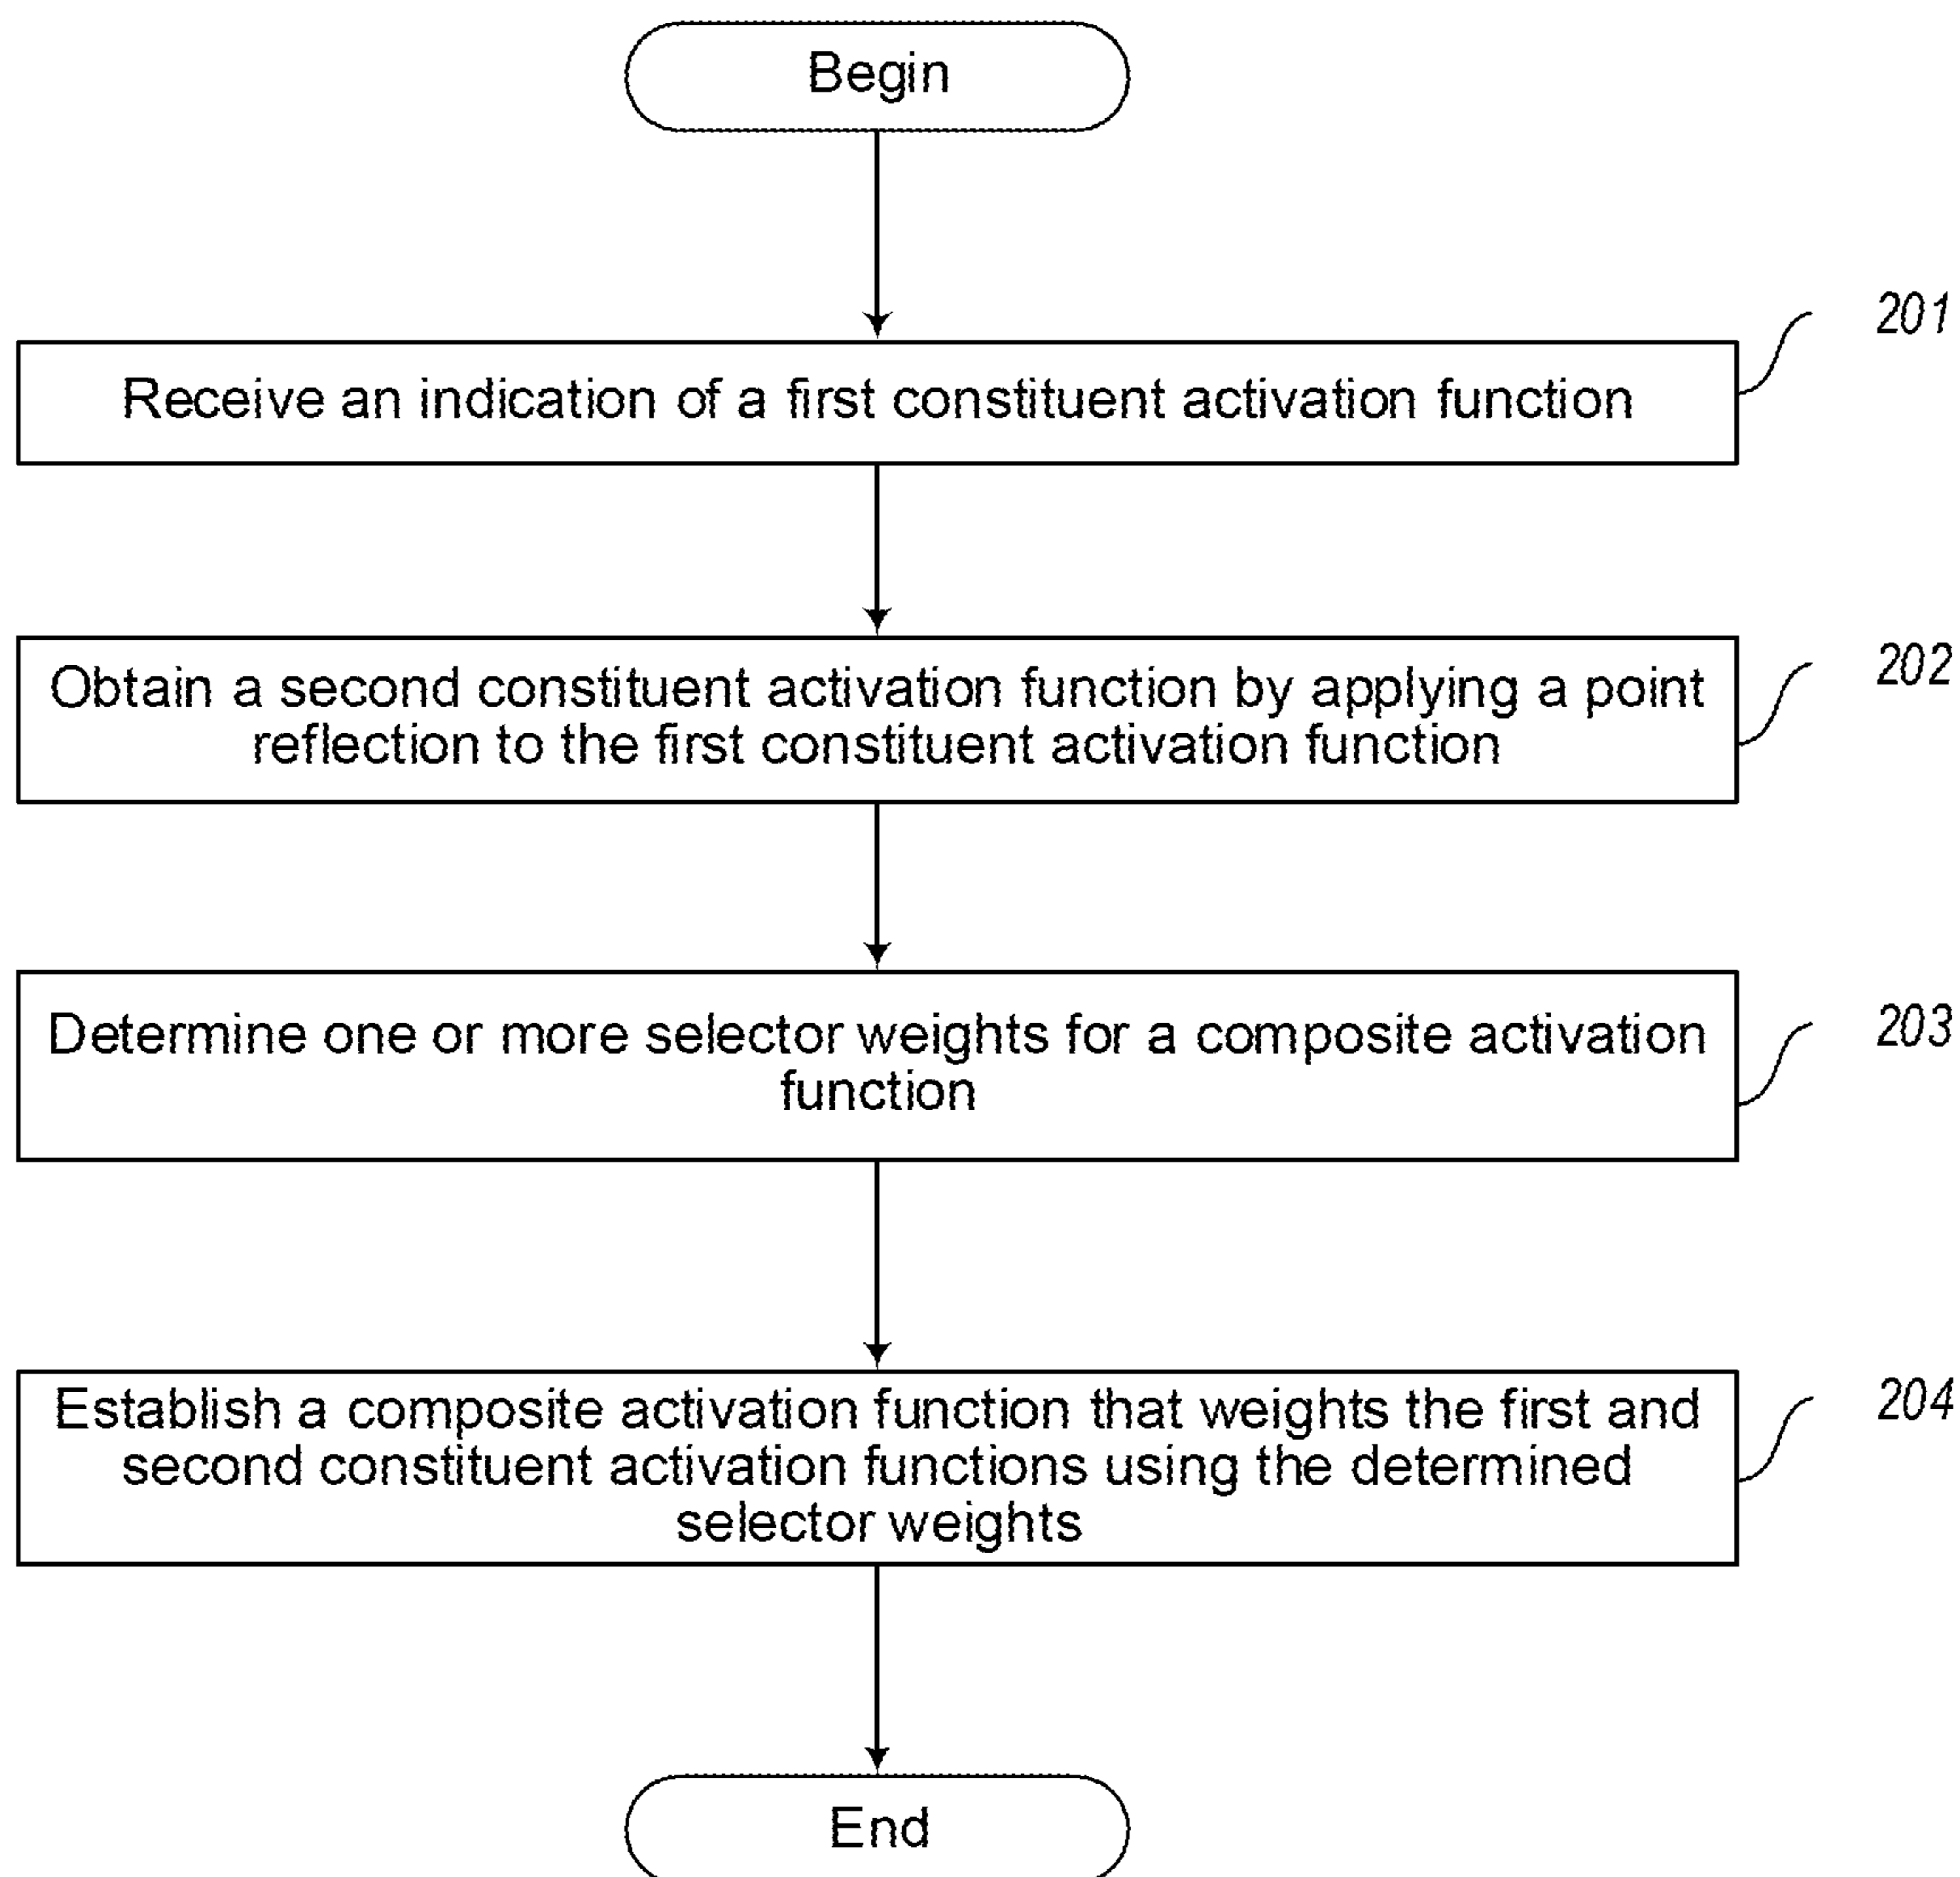 Begin
201
Receive an indication of a first constituent activation function
202
Obtain a second constituent activation function by applying a point
reflection to the first constituent activation function
203
Determine one or more selector weights for a composite activation
function
204
Establish a composite activation function that weights the first and
second constituent activation functions using the determined
selector weights
End